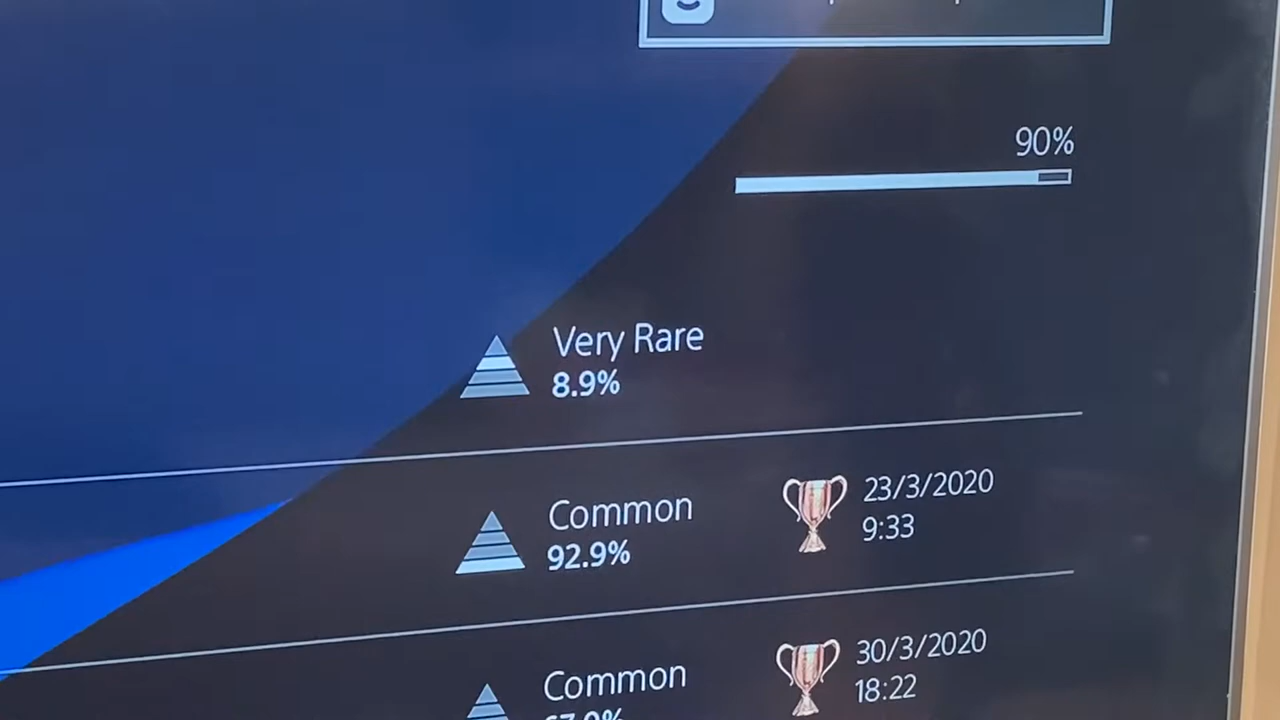 90%
Very Rare
8.9%
Common
92.9%
23/3/2020
9:33
Common
30/3/2020
18:22